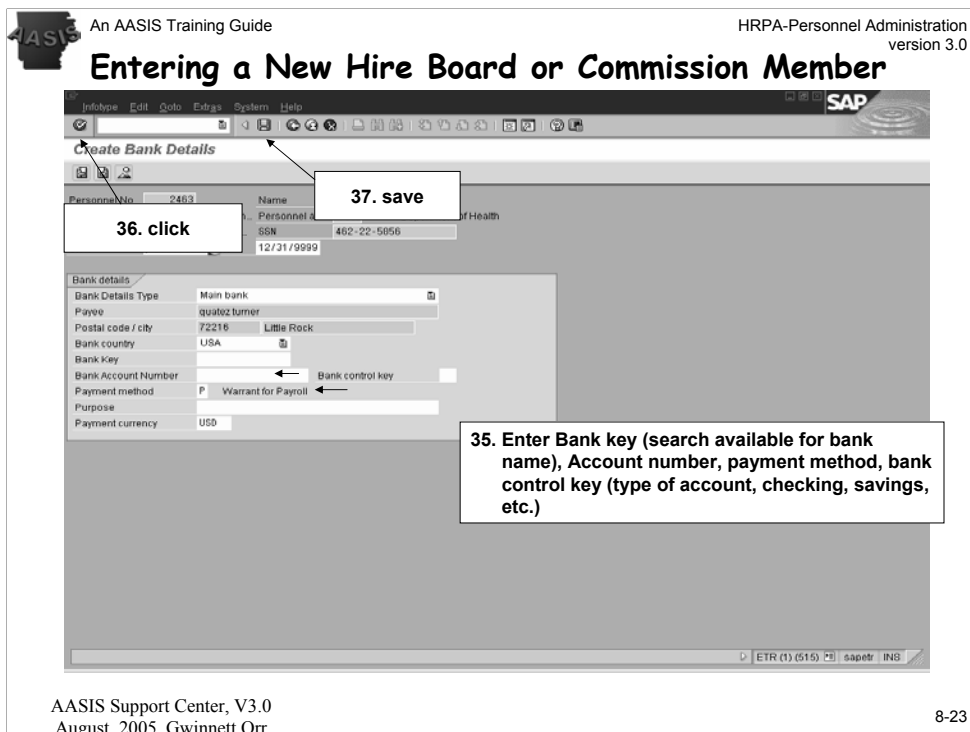 AASIS
An AASIS Training Guide
HRPA-Personnel Administration
version 3.0
Entering a New Hire Board or Commission Member
Infotype Edit Goto Extras System Help
SAP
Create Bank Details
37. save
Personnel No 2463 Name
36. click
Personnel a of Health
SSN 462-22-5056
12/31/9999
Bank details
Bank Details Type Main bank
Payee quatez turner
Postal code / city 72216 Little Rock
Bank country USA
Bank Key
Bank Account Number Bank control key
Payment method P Warrant for Payroll
Purpose
Payment currency USD
35. Enter Bank key (search available for bank
name), Account number, payment method, bank
control key (type of account, checking, savings,
etc.)
ETR (1) (515) sapetr INS
AASIS Support Center, V3.0
August, 2005, Gwinnett Orr
8-23